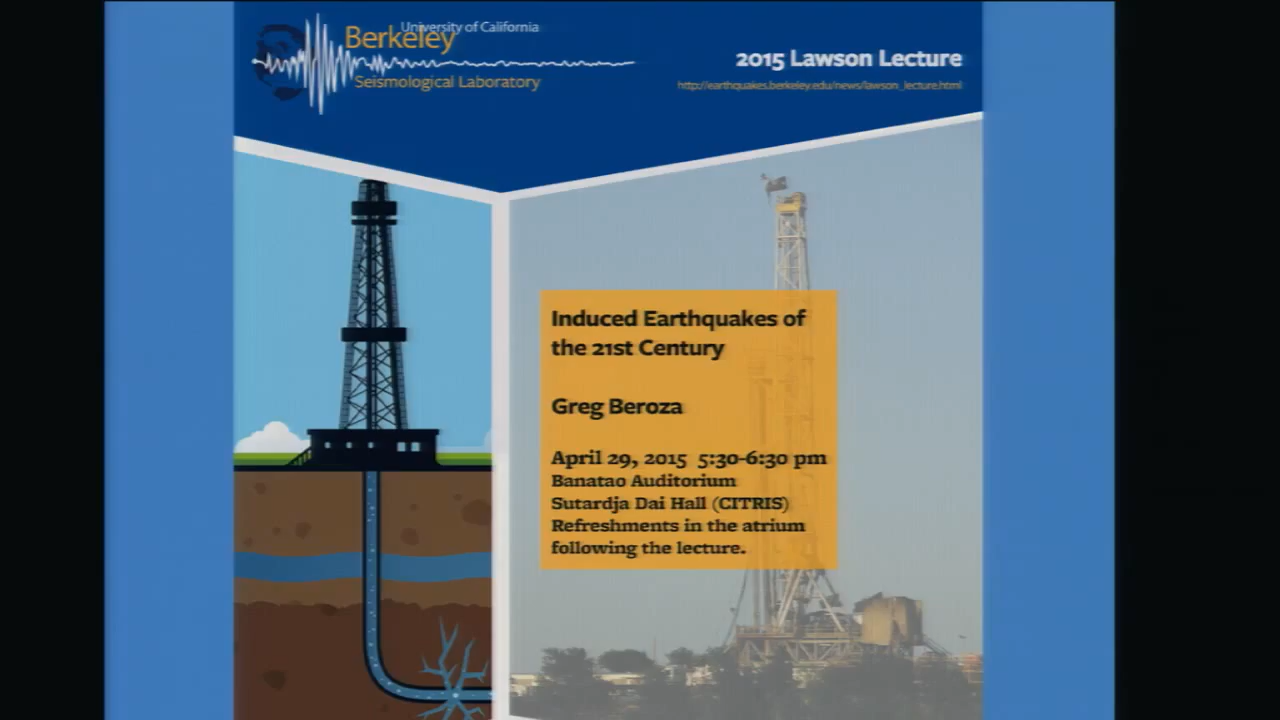 University of California
Berkeley
Seismological Laboratory
2015 Lawson Lecture
http://earthquakes.berkeley.edu/news/lawson_lecture.html
Induced Earthquakes of
the 21st Century
Greg Beroza
April 29, 2015 5:30-6:30 pm
Banatao Auditorium
Sutardja Dai Hall (CITRIS)
Refreshments in the atrium
following the lecture.